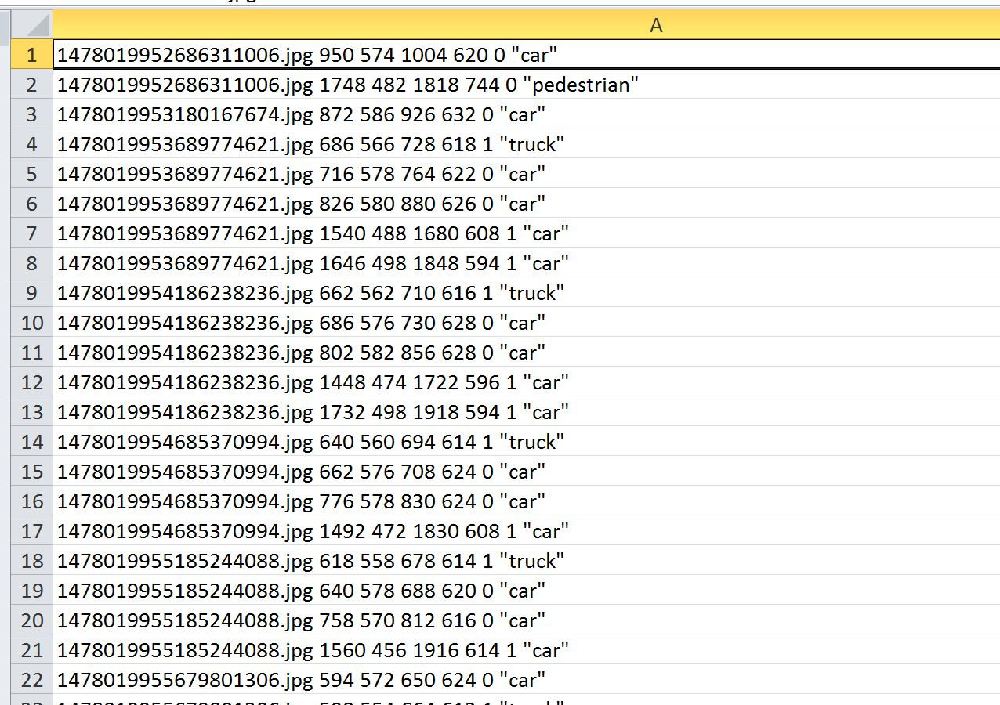 A
1 1478019952686311006.jpg 950 574 1004 620 0 "car"
2 1478019952686311006.jpg 1748 482 1818 744 0 "pedestrian"
3 1478019953180167674.jpg 872 586 926 632 0 "car"
4 1478019953689774621.jpg 686 566 728 618 1 "truck"
5 1478019953689774621.jpg 716 578 764 622 0 "car"
6 1478019953689774621.jpg 826 580 880 626 0 "car"
7 1478019953689774621.jpg 1540 488 1680 608 1 "car"
8 1478019953689774621.jpg 1646 498 1848 594 1 "car"
9 1478019954186238236.jpg 662 562 710 616 1 "truck"
10 1478019954186238236.jpg 686 576 730 628 0 "car"
11 1478019954186238236.jpg 802 582 856 628 0 "car"
12 1478019954186238236.jpg 1448 474 1722 596 1 "car"
13 1478019954186238236.jpg 1732 498 1918 594 1 "car"
14 1478019954685370994.jpg 640 560 694 614 1 "truck"
15 1478019954685370994.jpg 662 576 708 624 0 "car"
16 1478019954685370994.jpg 776 578 830 624 0 "car"
17 1478019954685370994.jpg 1492 472 1830 608 1 "car"
18 1478019955185244088.jpg 618 558 678 614 1 "truck"
19 1478019955185244088.jpg 640 578 688 620 0 "car"
20 1478019955185244088.jpg 758 570 812 616 0 "car"
21 1478019955185244088.jpg 1560 456 1916 614 1 "car"
22 1478019955679801306.jpg 594 572 650 624 0 "car"